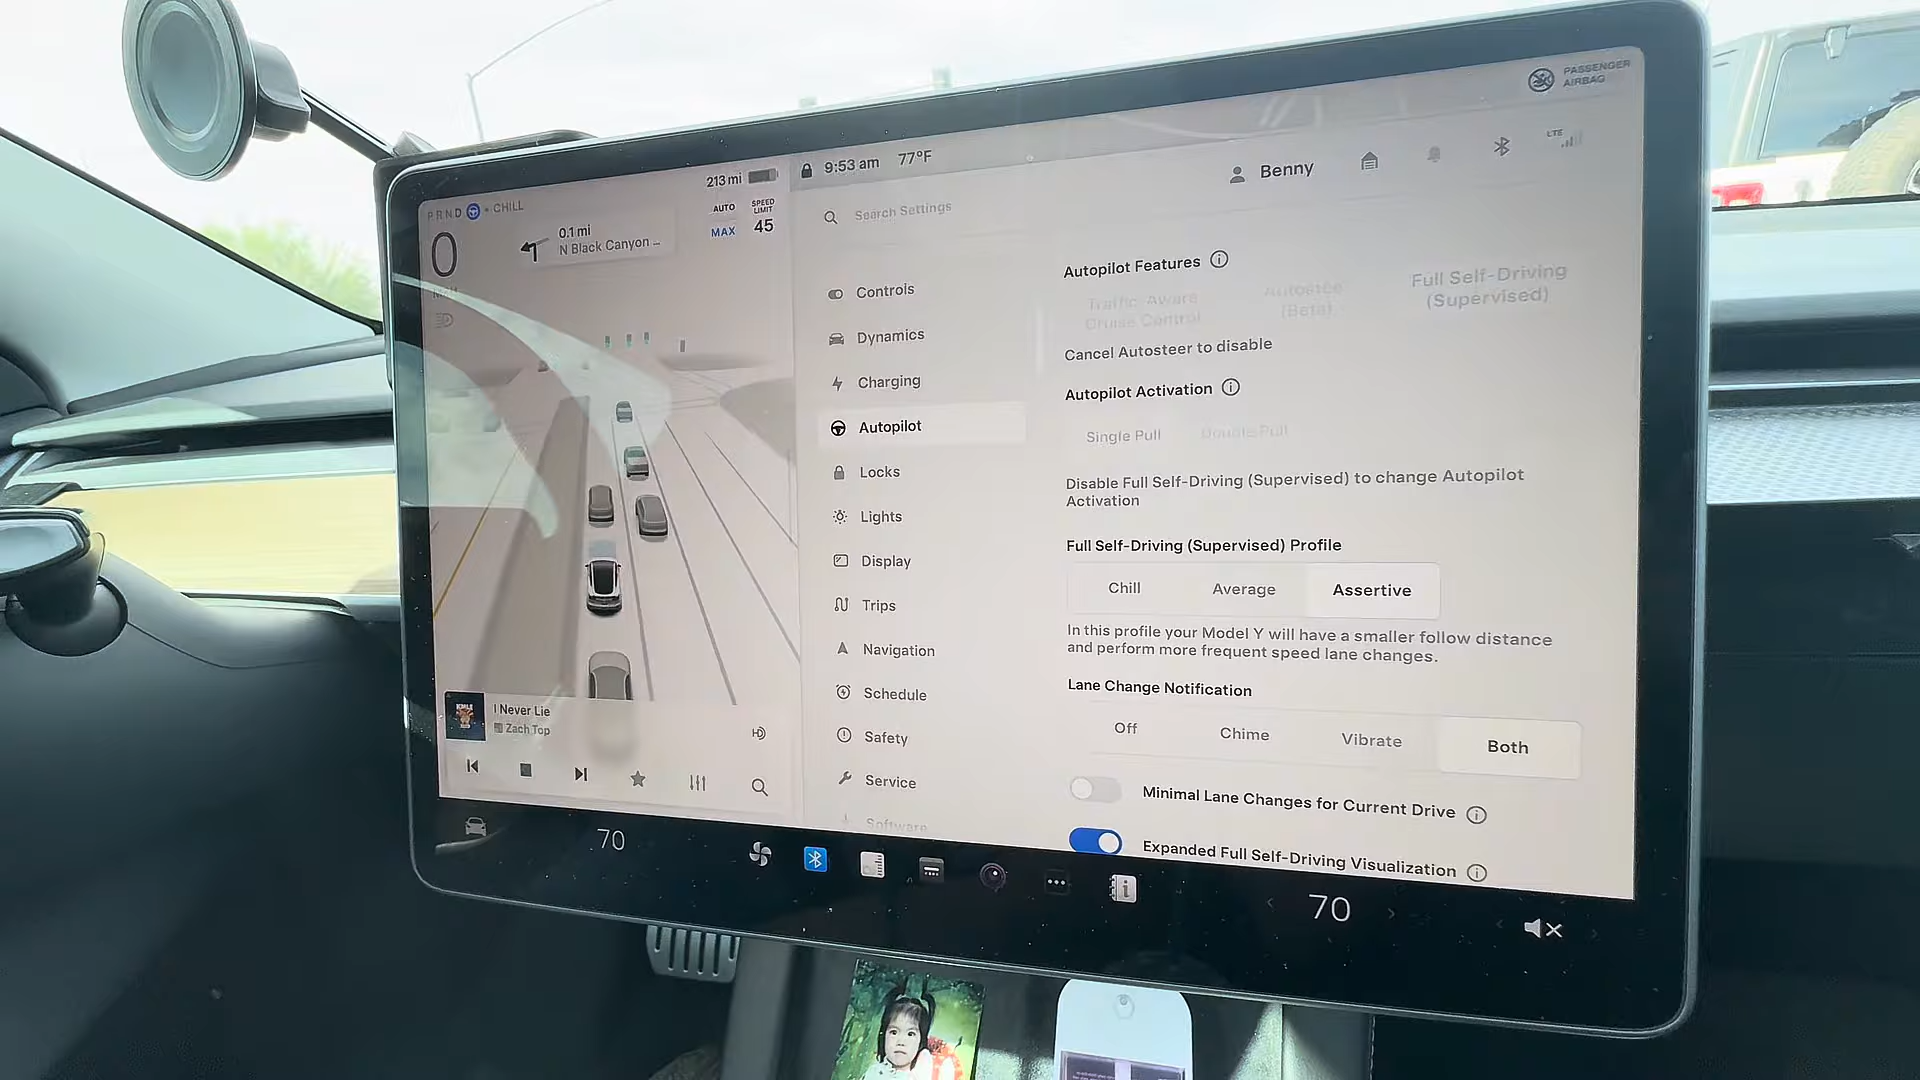 PASSENGER
AIRBAG
9:53 am
77°F
Benny
LTE
213 mi
P R N D • CHILL
AUTO
MAX
SPEED
LIMIT
45
0
MPH
0.1 mi
N Black Canyon ...
Search Settings
Controls
Dynamics
Charging
Autopilot
Locks
Lights
Display
Trips
Navigation
Schedule
Safety
Service
Software
Autopilot Features
Traffic-Aware
Cruise Control
Autosteer
(Beta)
Full Self-Driving
(Supervised)
Cancel Autosteer to disable
Autopilot Activation
Single Pull
Double Pull
Disable Full Self-Driving (Supervised) to change Autopilot
Activation
Full Self-Driving (Supervised) Profile
Chill
Average
Assertive
In this profile your Model Y will have a smaller follow distance
and perform more frequent speed lane changes.
Lane Change Notification
Off
Chime
Vibrate
Both
Minimal Lane Changes for Current Drive
Expanded Full Self-Driving Visualization
I Never Lie
Zach Top
70
70